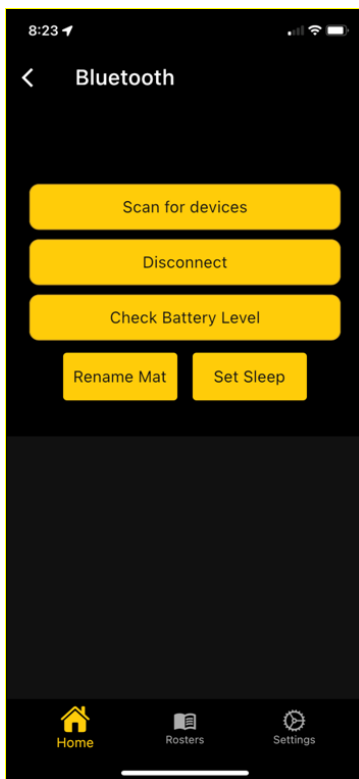 8:23
Bluetooth
Scan for devices
Disconnect
Check Battery Level
Rename Mat Set Sleep
Home Rosters Settings